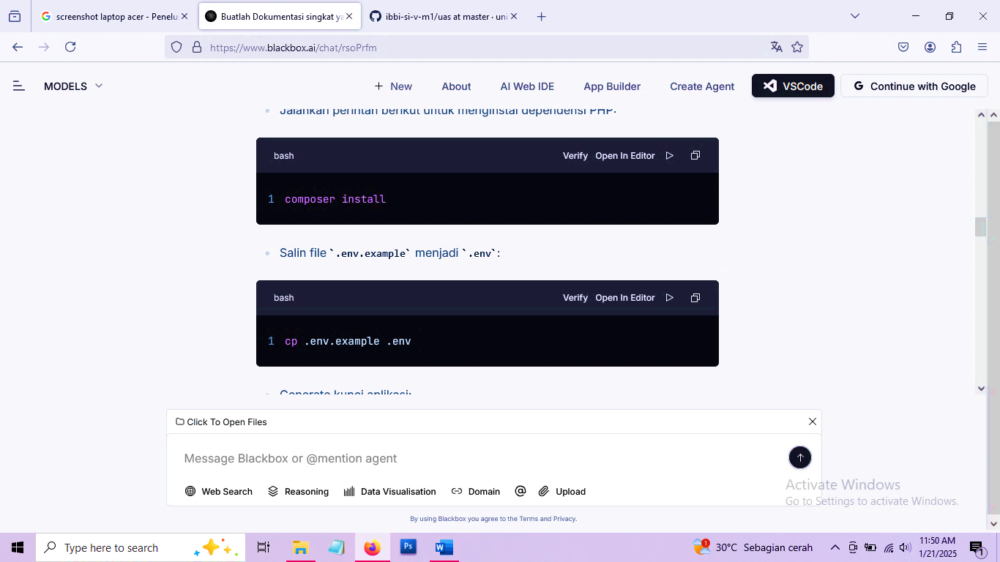 screenshot laptop acer - Penelu
Buatlah Dokumentasi singkat ya
ibbi-si-v-m1/uas at master · uni
https://www.blackbox.ai/chat/rsoPrfm
MODELS
New
About
AI Web IDE
App Builder
Create Agent
VSCode
G Continue with Google
Jalankan perintah berikut untuk menginstal dependensi PHP:
bash
Verify Open In Editor
1 composer install
Salin file `.env.example` menjadi `.env`:
bash
Verify Open In Editor
1 cp .env.example .env
Generate kunci aplikasi:
Click To Open Files
Message Blackbox or @mention agent
Web Search
Reasoning
Data Visualisation
Domain
@
Upload
Activate Windows
Go to Settings to activate Windows.
By using Blackbox you agree to the Terms and Privacy.
Type here to search
Ps
W
1
30°C Sebagian cerah
11:50 AM
1/21/2025
1